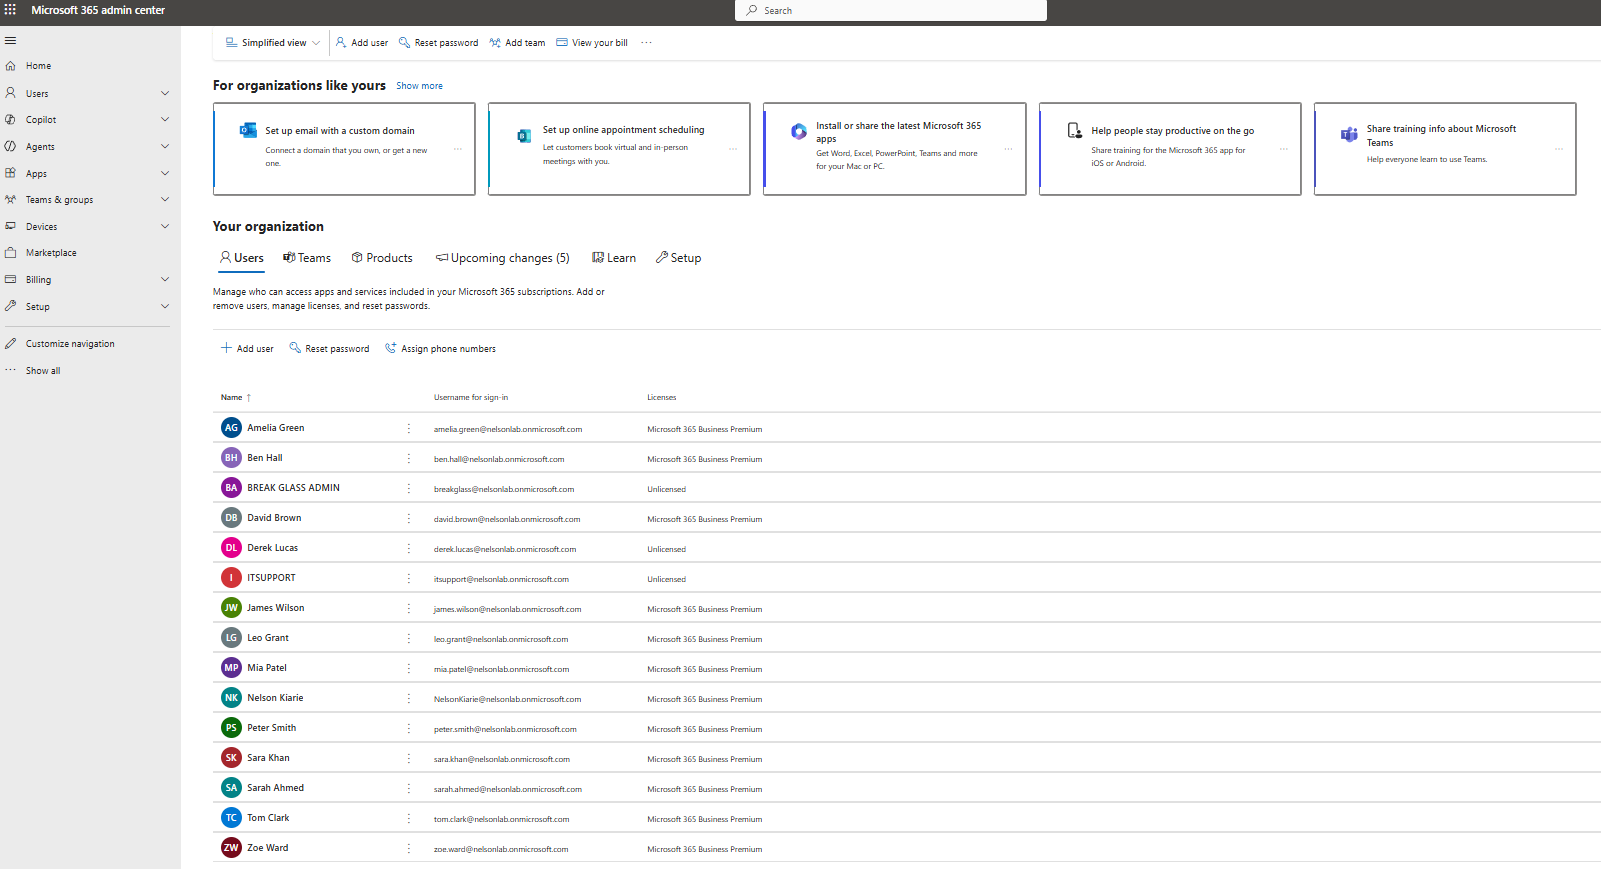 Microsoft 365 admin center
Search
Simplified view
Add user
Reset password
Add team
View your bill
Home
Users
Copilot
Agents
Apps
Teams & groups
Devices
Marketplace
Billing
Setup
Customize navigation
Show all
For organizations like yours Show more
Set up email with a custom domain
Connect a domain that you own, or get a new
one.
Set up online appointment scheduling
Let customers book virtual and in-person
meetings with you.
Install or share the latest Microsoft 365
apps
Get Word, Excel, PowerPoint, Teams and more
for your Mac or PC.
Help people stay productive on the go
Share training for the Microsoft 365 app for
iOS or Android.
Share training info about Microsoft
Teams
Help everyone learn to use Teams.
Your organization
Users Teams Products Upcoming changes (5) Learn Setup
Manage who can access apps and services included in your Microsoft 365 subscriptions. Add or
remove users, manage licenses, and reset passwords.
Add user Reset password Assign phone numbers
Name ↑ Username for sign-in Licenses
AG Amelia Green amelia.green@nelsonlab.onmicrosoft.com Microsoft 365 Business Premium
BH Ben Hall ben.hall@nelsonlab.onmicrosoft.com Microsoft 365 Business Premium
BA BREAK GLASS ADMIN breakglass@nelsonlab.onmicrosoft.com Unlicensed
DB David Brown david.brown@nelsonlab.onmicrosoft.com Microsoft 365 Business Premium
DL Derek Lucas derek.lucas@nelsonlab.onmicrosoft.com Unlicensed
I ITSUPPORT itsupport@nelsonlab.onmicrosoft.com Unlicensed
JW James Wilson james.wilson@nelsonlab.onmicrosoft.com Microsoft 365 Business Premium
LG Leo Grant leo.grant@nelsonlab.onmicrosoft.com Microsoft 365 Business Premium
MP Mia Patel mia.patel@nelsonlab.onmicrosoft.com Microsoft 365 Business Premium
NK Nelson Kiarie NelsonKiarie@nelsonlab.onmicrosoft.com Microsoft 365 Business Premium
PS Peter Smith peter.smith@nelsonlab.onmicrosoft.com Microsoft 365 Business Premium
SK Sara Khan sara.khan@nelsonlab.onmicrosoft.com Microsoft 365 Business Premium
SA Sarah Ahmed sarah.ahmed@nelsonlab.onmicrosoft.com Microsoft 365 Business Premium
TC Tom Clark tom.clark@nelsonlab.onmicrosoft.com Microsoft 365 Business Premium
ZW Zoe Ward zoe.ward@nelsonlab.onmicrosoft.com Microsoft 365 Business Premium